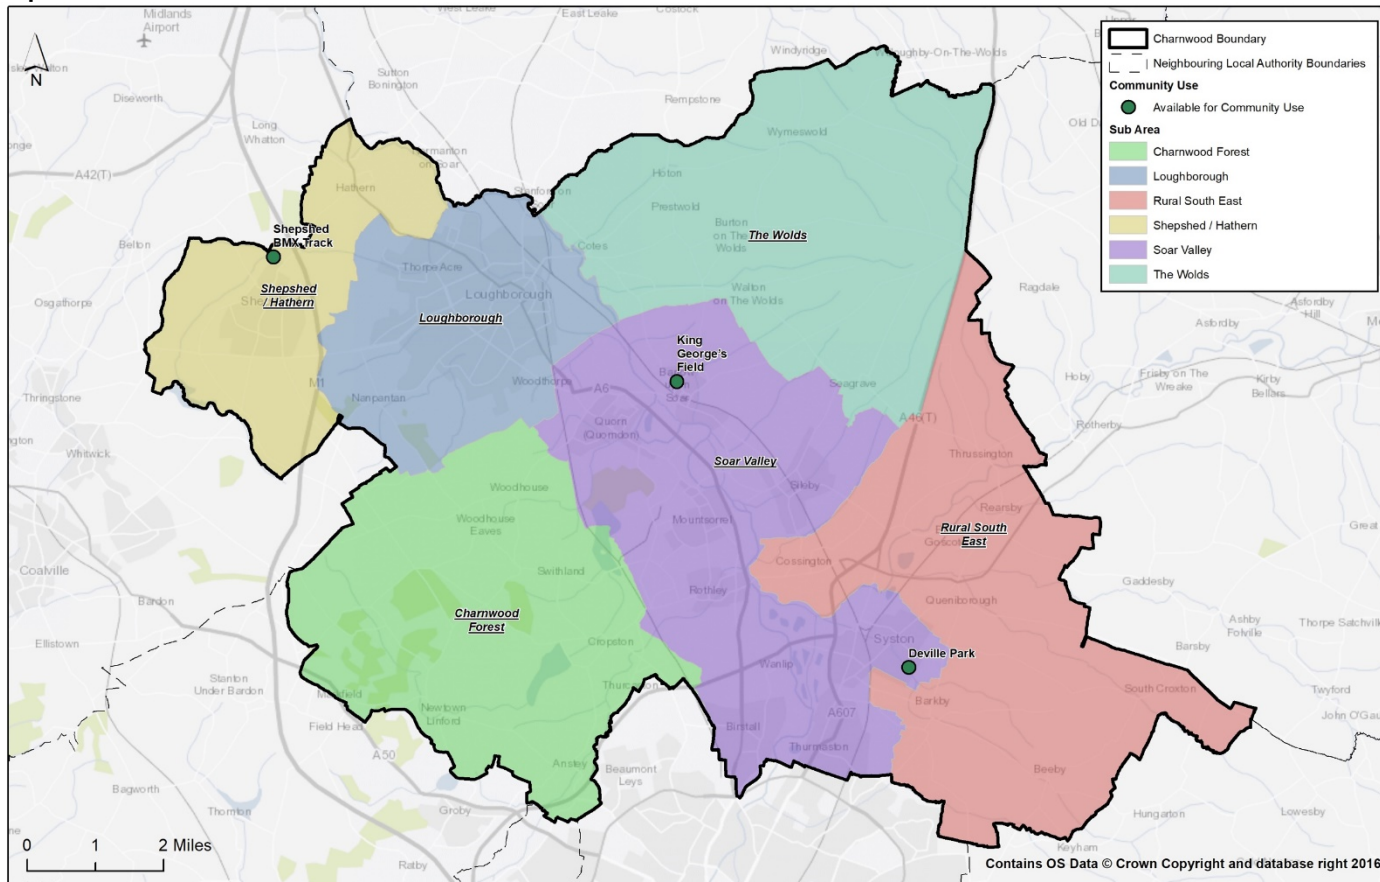 Midlands
Airport
West Leake
East Leake
Costock
Windyridge
Willoughby-On-The-Wolds
N
Sutton
Bonington
Diseworth
Rempstone
Long
Whatton
Wymeswold
A42(T)
Hathern
Hoton
Prestwold
Shepshed
BMX Track
Burton
on The
Wolds
The Wolds
Belton
Cotes
Thorpe Acre
Shepshed
/ Hathern
Loughborough
Walton
on The Wolds
Osgathorpe
Loughborough
Ragdale
Asfordby
Hill
Asfordby
King
George's
Field
M1
Nanpantan
Woodthorpe
A6
Soar
Seagrave
Hoby
Frisby on The
Wreake
Kirby
Bellars
Thringstone
A46(T)
Rotherby
Quorn
(Quorndon)
Whitwick
Soar Valley
Thrussington
Woodhouse
Sileby
Woodhouse
Eaves
Mountsorrel
Rearsby
Rural South
East
Great
Coalville
Swithland
Cossington
Gaddesby
Bardon
Rothley
Queniborough
Charnwood
Forest
Ashby
Folville
Thorpe Satchville
Ellistown
Cropston
Syston
Barsby
Deville Park
Wanlip
Stanton
Under Bardon
Thurcaston
South Croxton
Twyford
Markfield
Newtown
Linford
Barkby
John O'Gau
Field Head
A607
Birstall
Thurmaston
A50
Anstey
Beaumont
Leys
Beeby
Bagworth
Thornton
Groby
Hungarton
Lowesby
Ratby
Keyham
0 1 2 Miles
Contains OS Data © Crown Copyright and database right 2016
Charnwood Boundary
Neighbouring Local Authority Boundaries
Community Use
Available for Community Use
Sub Area
Charnwood Forest
Loughborough
Rural South East
Shepshed / Hathern
Soar Valley
The Wolds